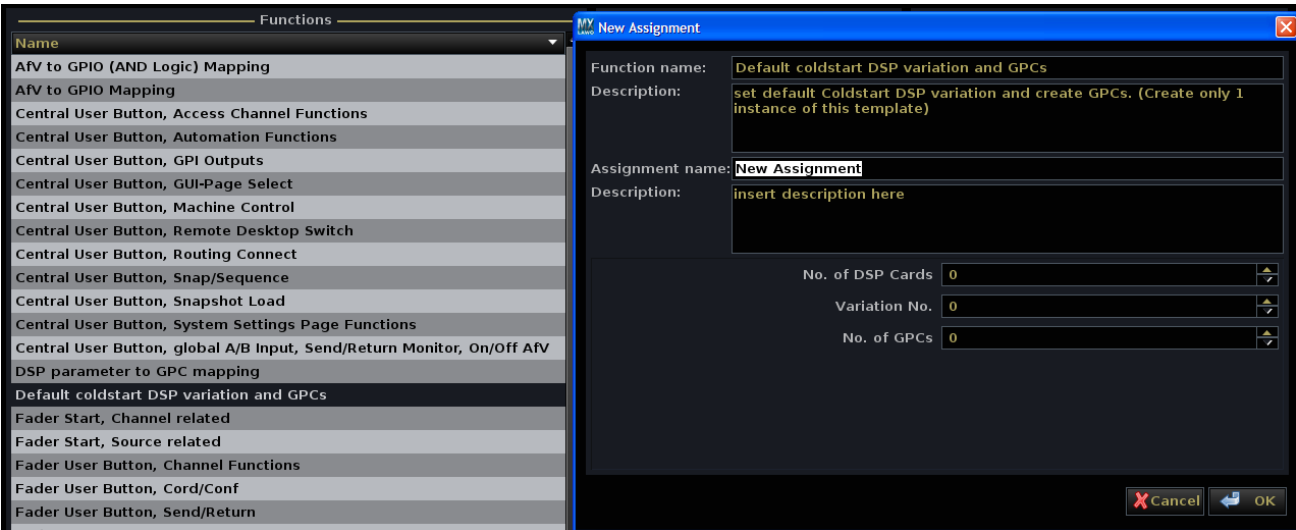 Functions
Name
AfV to GPIO (AND Logic) Mapping
AfV to GPIO Mapping
Central User Button, Access Channel Functions
Central User Button, Automation Functions
Central User Button, GPI Outputs
Central User Button, GUI-Page Select
Central User Button, Machine Control
Central User Button, Remote Desktop Switch
Central User Button, Routing Connect
Central User Button, Snap/Sequence
Central User Button, Snapshot Load
Central User Button, System Settings Page Functions
Central User Button, global A/B Input, Send/Return Monitor, On/Off AfV
DSP parameter to GPC mapping
Default coldstart DSP variation and GPCs
Fader Start, Channel related
Fader Start, Source related
Fader User Button, Channel Functions
Fader User Button, Cord/Conf
Fader User Button, Send/Return
MX
LAWO
New Assignment
Function name: Default coldstart DSP variation and GPCs
Description: set default Coldstart DSP variation and create GPCs. (Create only 1
instance of this template)
Assignment name: New Assignment
Description: insert description here
No. of DSP Cards 0
Variation No. 0
No. of GPCs 0
Cancel OK